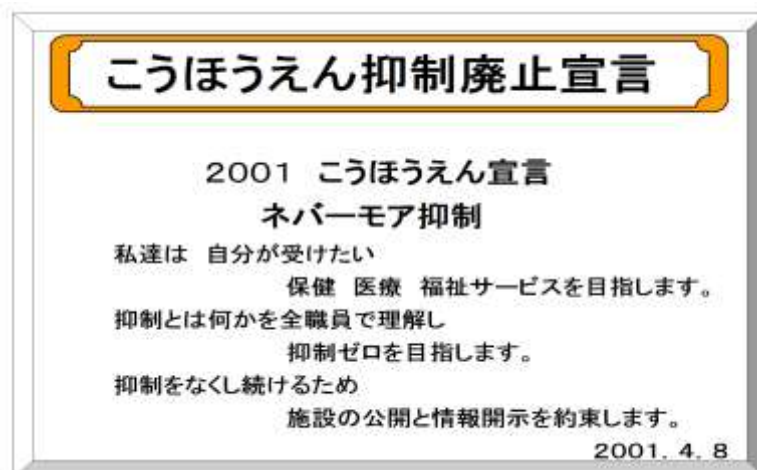 こうほうえん抑制廃止宣言
2001　こうほうえん宣言
ネバーモア抑制
私達は　自分が受けたい
保健　医療　福祉サービスを目指します。
抑制とは何かを全職員で理解し
抑制ゼロを目指します。
抑制をなくし続けるため
施設の公開と情報開示を約束します。
2001．4．8